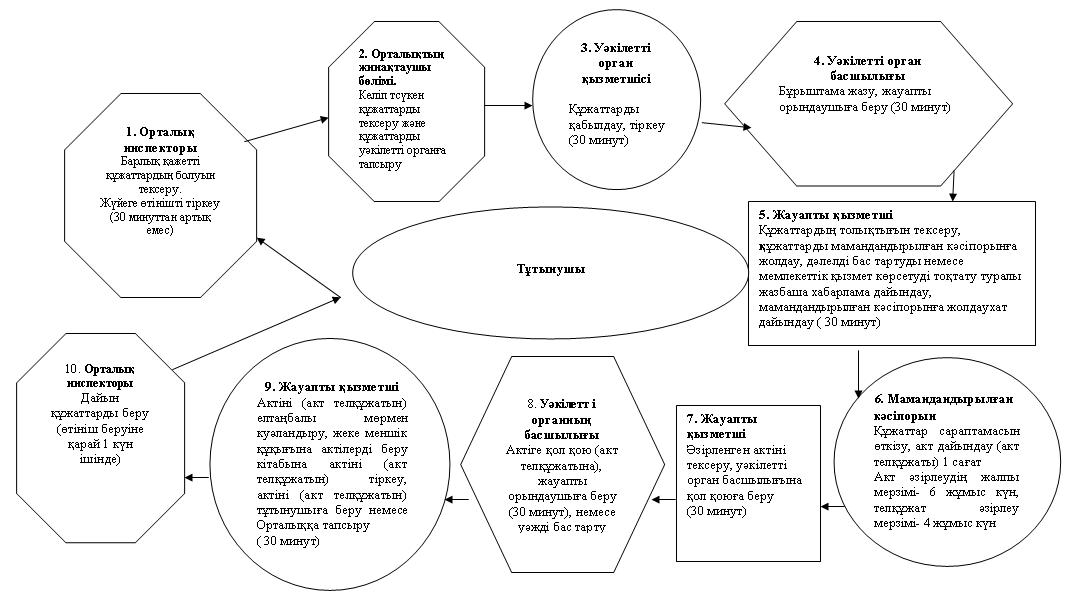 1. Орталық
инспекторы
Барлық қажетті
құжаттардың болуын
тексеру.
Жүйеге өтінішті тіркеу
(30 минуттан артық
емес)
2. Орталықтың
жинақтаушы
бөлімі.
Келіп тсүкен
құжаттарды
тексеру және
құжаттарды
уәкілетті органға
тапсыру
3. Уәкілетті
орган
қызметшісі
Құжаттарды
қабылдау, тіркеу
(30 минут)
4. Уәкілетті орган
басшылығы
Бұрыштама жазу, жауапты
орындаушыға беру (30 минут)
5. Жауапты қызметші
Құжаттардың толықтығын тексеру,
құжаттарды мамандандырылған кәсіпорынға
жолдау, дәлелді бас тартуды немесе
мемлекеттік қызмет көрсетуді тоқтату туралы
жазбаша хабарлама дайындау,
мамандандырылған кәсіпорынға жолдаухат
дайындау ( 30 минут)
Тұтынушы
6. Мамандандырылған
кәсіпорын
Құжаттар сараптамасын
өткізу, акт дайындау (акт
телқұжаты) 1 сағат
Акт әзірлеудің жалпы
мерзімі- 6 жұмыс күн,
телқұжат әзірлеу
мерзімі- 4 жұмыс күн
7. Жауапты
қызметші
Әзірленген актіні
тексеру, уәкілетті
орган басшылығына
қол қоюға беру
(30 минут)
8. Уәкілетт і
органның
басшылығы
Актіге қол қою (акт
телқұжатына),
жауапты
орындаушыға беру
(30 минут), немесе
уәжді бас тарту
9. Жауапты қызметші
Актіні (акт телқұжатын)
елтаңбалы мөрмен
куәландыру, жеке меншік
құқығына актілерді беру
кітабына актіні (акт
телқұжатын) тіркеу,
актіні (акт телқұжатын)
тұтынушыға беру немесе
Орталыққа тапсыру
( 30 минут)
10. Орталық
инспекторы
Дайын
құжаттарды беру
(өтініш беруіне
қарай 1 күн
ішінде)